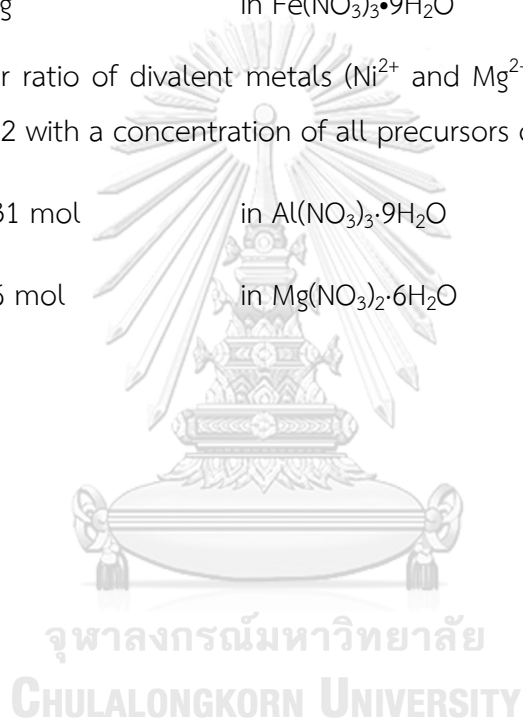 g in Fe(NO₃)₃•9H₂O
r ratio of divalent metals (Ni²⁺ and Mg²⁺
2 with a concentration of all precursors
31 mol in Al(NO₃)₃·9H₂O
mol in Mg(NO₃)₂·6H₂O
จุฬาลงกรณ์มหาวิทยาลัย
CHULALONGKORN UNIVERSITY